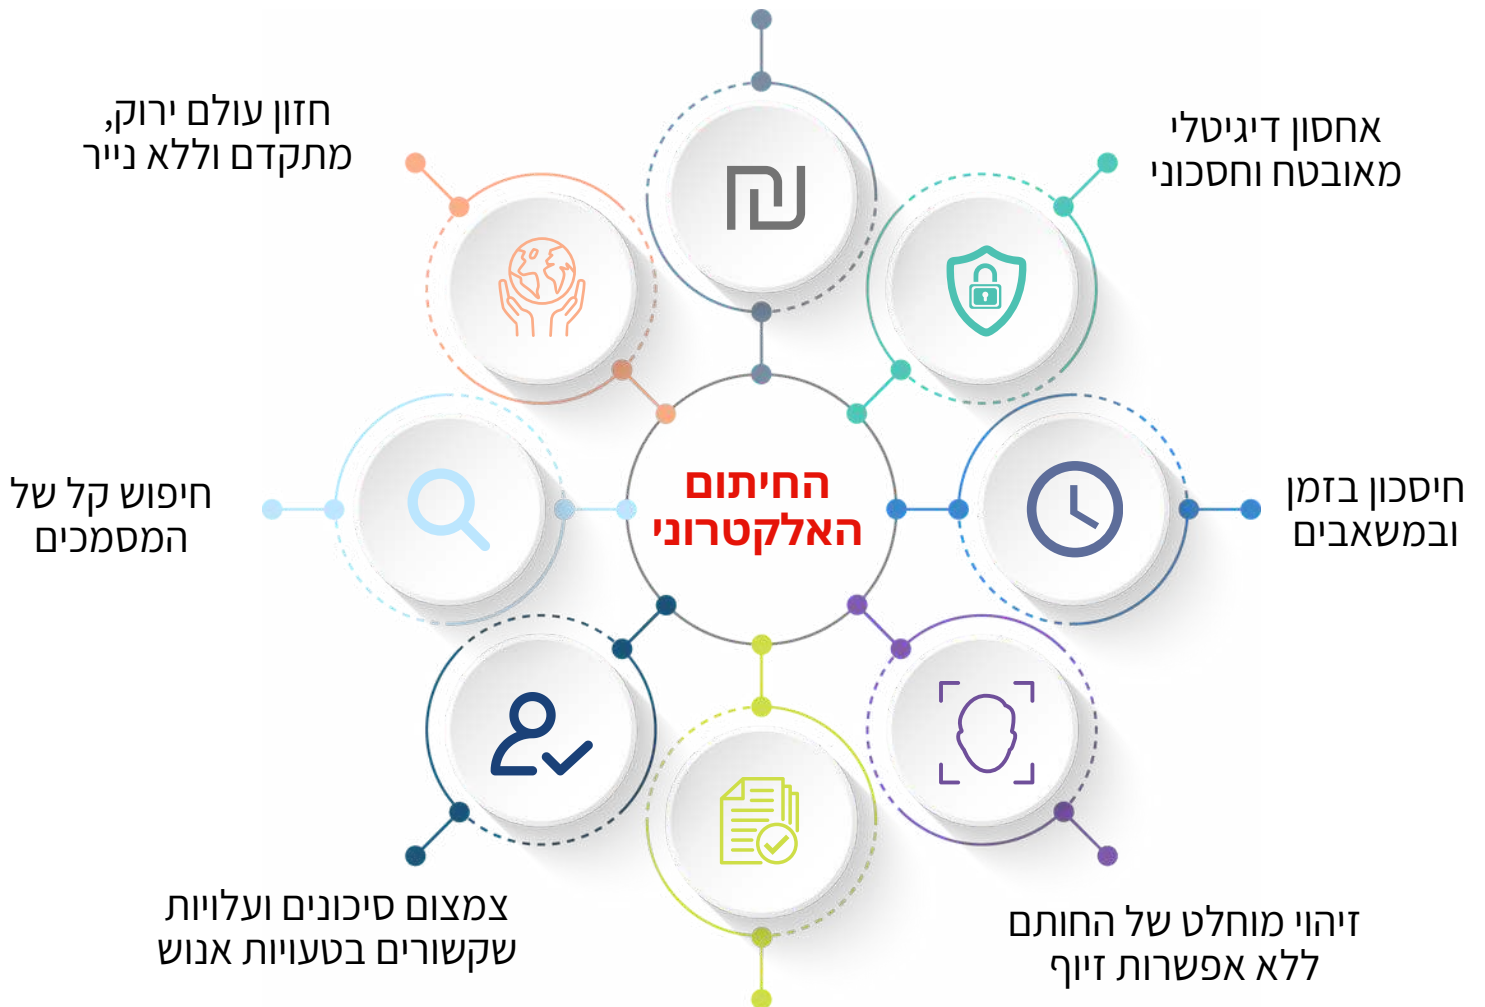 ₪
אחסון דיגיטלי
מאובטח וחסכוני
חיסכון בזמן
ובמשאבים
זיהוי מוחלט של החותם
ללא אפשרות זיוף
צמצום סיכונים ועלויות
שקשורים בטעויות אנוש
חיפוש קל של
המסמכים
חזון עולם ירוק,
מתקדם וללא נייר
החיתום
האלקטרוני